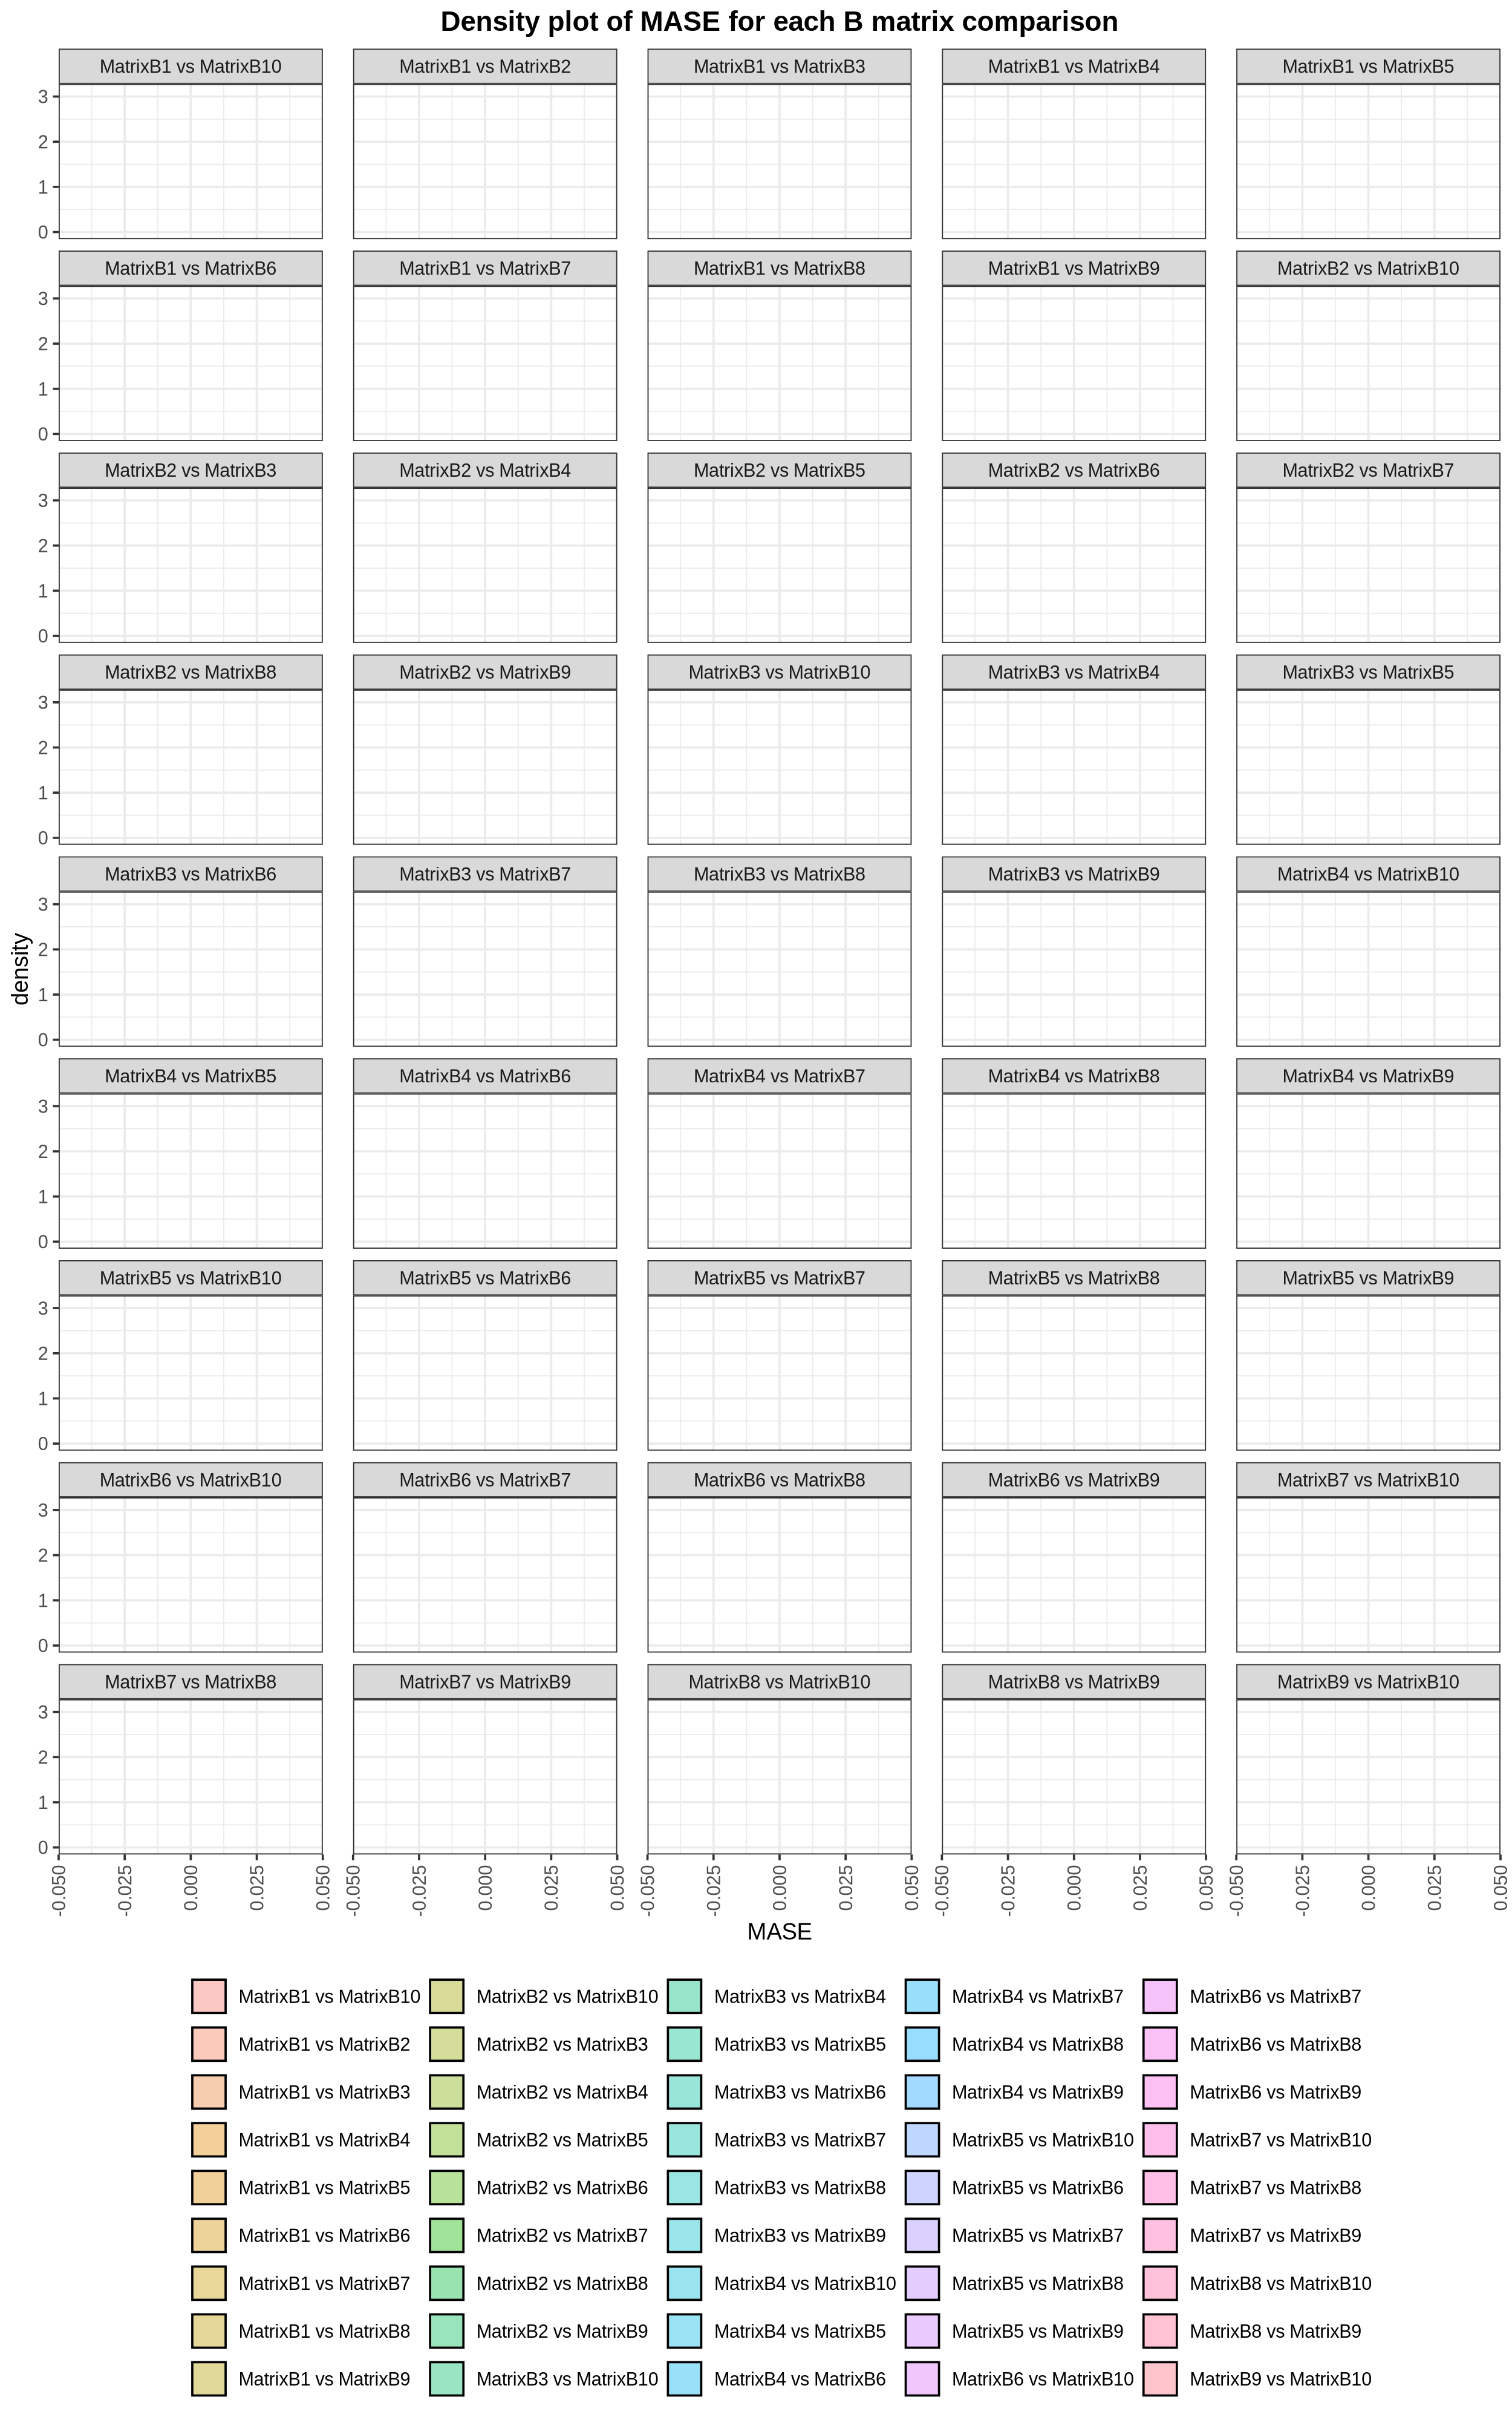 Density plot of MASE for each B matrix comparison
MatrixB1 vs MatrixB10 MatrixB1 vs MatrixB2 MatrixB1 vs MatrixB3 MatrixB1 vs MatrixB4 MatrixB1 vs MatrixB5
3
2
1
0
MatrixB1 vs MatrixB6 MatrixB1 vs MatrixB7 MatrixB1 vs MatrixB8 MatrixB1 vs MatrixB9 MatrixB2 vs MatrixB10
3
2
1
0
MatrixB2 vs MatrixB3 MatrixB2 vs MatrixB4 MatrixB2 vs MatrixB5 MatrixB2 vs MatrixB6 MatrixB2 vs MatrixB7
3
2
1
0
MatrixB2 vs MatrixB8 MatrixB2 vs MatrixB9 MatrixB3 vs MatrixB10 MatrixB3 vs MatrixB4 MatrixB3 vs MatrixB5
3
2
1
0
MatrixB3 vs MatrixB6 MatrixB3 vs MatrixB7 MatrixB3 vs MatrixB8 MatrixB3 vs MatrixB9 MatrixB4 vs MatrixB10
3
2
1
0
density
MatrixB4 vs MatrixB5 MatrixB4 vs MatrixB6 MatrixB4 vs MatrixB7 MatrixB4 vs MatrixB8 MatrixB4 vs MatrixB9
3
2
1
0
MatrixB5 vs MatrixB10 MatrixB5 vs MatrixB6 MatrixB5 vs MatrixB7 MatrixB5 vs MatrixB8 MatrixB5 vs MatrixB9
3
2
1
0
MatrixB6 vs MatrixB10 MatrixB6 vs MatrixB7 MatrixB6 vs MatrixB8 MatrixB6 vs MatrixB9 MatrixB7 vs MatrixB10
3
2
1
0
MatrixB7 vs MatrixB8 MatrixB7 vs MatrixB9 MatrixB8 vs MatrixB10 MatrixB8 vs MatrixB9 MatrixB9 vs MatrixB10
3
2
1
0
-0.050 -0.025 0.000 0.025 0.050 -0.050 -0.025 0.000 0.025 0.050 -0.050 -0.025 0.000 0.025 0.050 -0.050 -0.025 0.000 0.025 0.050 -0.050 -0.025 0.000 0.025 0.050
MASE
MatrixB1 vs MatrixB10 MatrixB2 vs MatrixB10 MatrixB3 vs MatrixB4 MatrixB4 vs MatrixB7 MatrixB6 vs MatrixB7
MatrixB1 vs MatrixB2 MatrixB2 vs MatrixB3 MatrixB3 vs MatrixB5 MatrixB4 vs MatrixB8 MatrixB6 vs MatrixB8
MatrixB1 vs MatrixB3 MatrixB2 vs MatrixB4 MatrixB3 vs MatrixB6 MatrixB4 vs MatrixB9 MatrixB6 vs MatrixB9
MatrixB1 vs MatrixB4 MatrixB2 vs MatrixB5 MatrixB3 vs MatrixB7 MatrixB5 vs MatrixB10 MatrixB7 vs MatrixB10
MatrixB1 vs MatrixB5 MatrixB2 vs MatrixB6 MatrixB3 vs MatrixB8 MatrixB5 vs MatrixB6 MatrixB7 vs MatrixB8
MatrixB1 vs MatrixB6 MatrixB2 vs MatrixB7 MatrixB3 vs MatrixB9 MatrixB5 vs MatrixB7 MatrixB7 vs MatrixB9
MatrixB1 vs MatrixB7 MatrixB2 vs MatrixB8 MatrixB4 vs MatrixB10 MatrixB5 vs MatrixB8 MatrixB8 vs MatrixB10
MatrixB1 vs MatrixB8 MatrixB2 vs MatrixB9 MatrixB4 vs MatrixB5 MatrixB5 vs MatrixB9 MatrixB8 vs MatrixB9
MatrixB1 vs MatrixB9 MatrixB3 vs MatrixB10 MatrixB4 vs MatrixB6 MatrixB6 vs MatrixB10 MatrixB9 vs MatrixB10